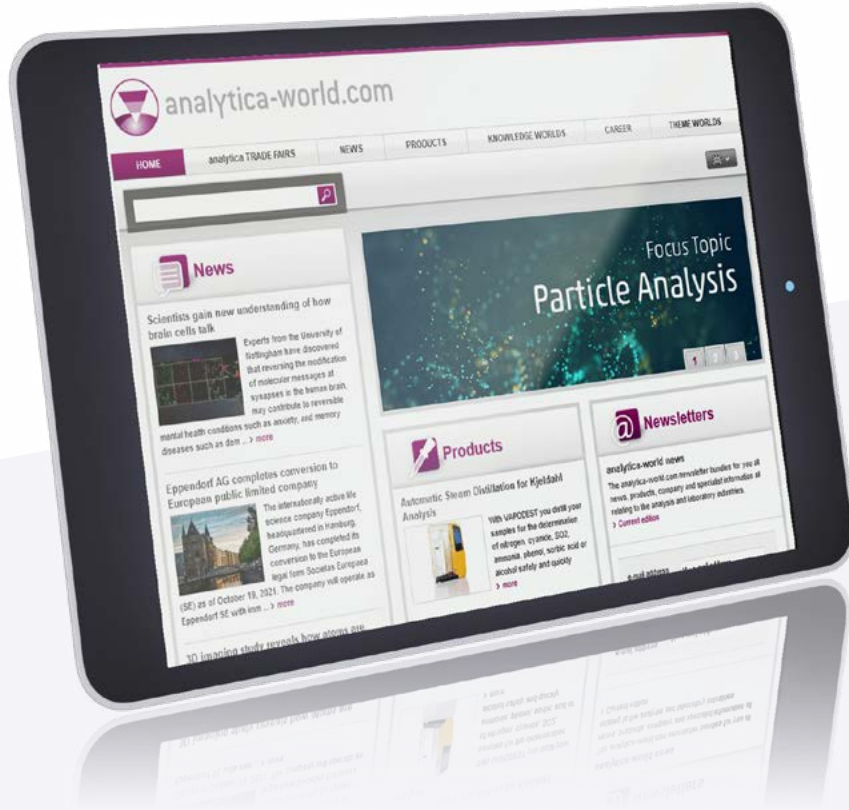 analytica-world.com
HOME
analytica TRADE FAIRS
NEWS
PRODUCTS
KNOWLEDGE WORLDS
CAREER
THEME WORLDS
News
Scientists gain new understanding of how
brain cells talk
Experts from the University of
Nottingham have discovered
that reversing the modification
of molecular messages at
synapses in the human brain,
may contribute to reversible
mental health conditions such as anxiety, and memory
diseases such as dem ... > more
Eppendorf AG completes conversion to
European public limited company
The internationally active life
science company Eppendorf,
headquartered in Hamburg,
Germany, has completed its
conversion to the European
legal form Societas Europaea
(SE) as of October 19, 2021. The company will operate as
Eppendorf SE with imm ... > more
3D imaging study reveals how atoms are
Focus Topic
Particle Analysis
1 2 3
Products
Automatic Steam Distillation for Kjeldahl
Analysis
With VAPODEST you distill your
samples for the determination
of nitrogen, cyanide, SO2,
ammonia, phenol, sorbic acid or
alcohol safely and quickly
> more
Newsletters
analytica-world news
The analytica-world.com newsletter bundles for you all
news, products, company and specialist information all
relating to the analysis and laboratory industries.
> Current edition
e-mail address